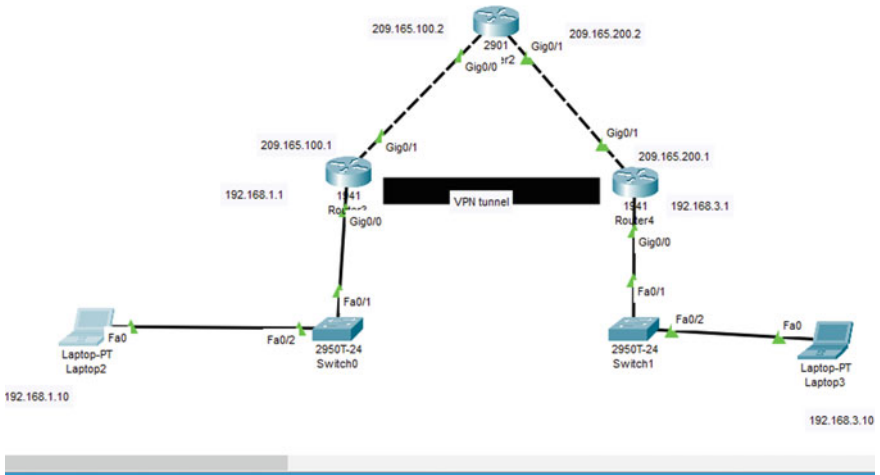 209.165.100.2
209.165.200.2
2901
Gig0/1
Gig0/0
Gig0/1
209.165.100.1
Gig0/1
209.165.200.1
192.168.1.1
1941
VPN tunnel
1941
192.168.3.1
Router4
Gig0/0
Gig0/0
Fa0/1
Fa0/1
Fa0
Fa0/2
Fa0/2
Fa0
Laptop-PT
Laptop2
2950T-24
Switch0
2950T-24
Switch1
Laptop-PT
Laptop3
192.168.1.10
192.168.3.10